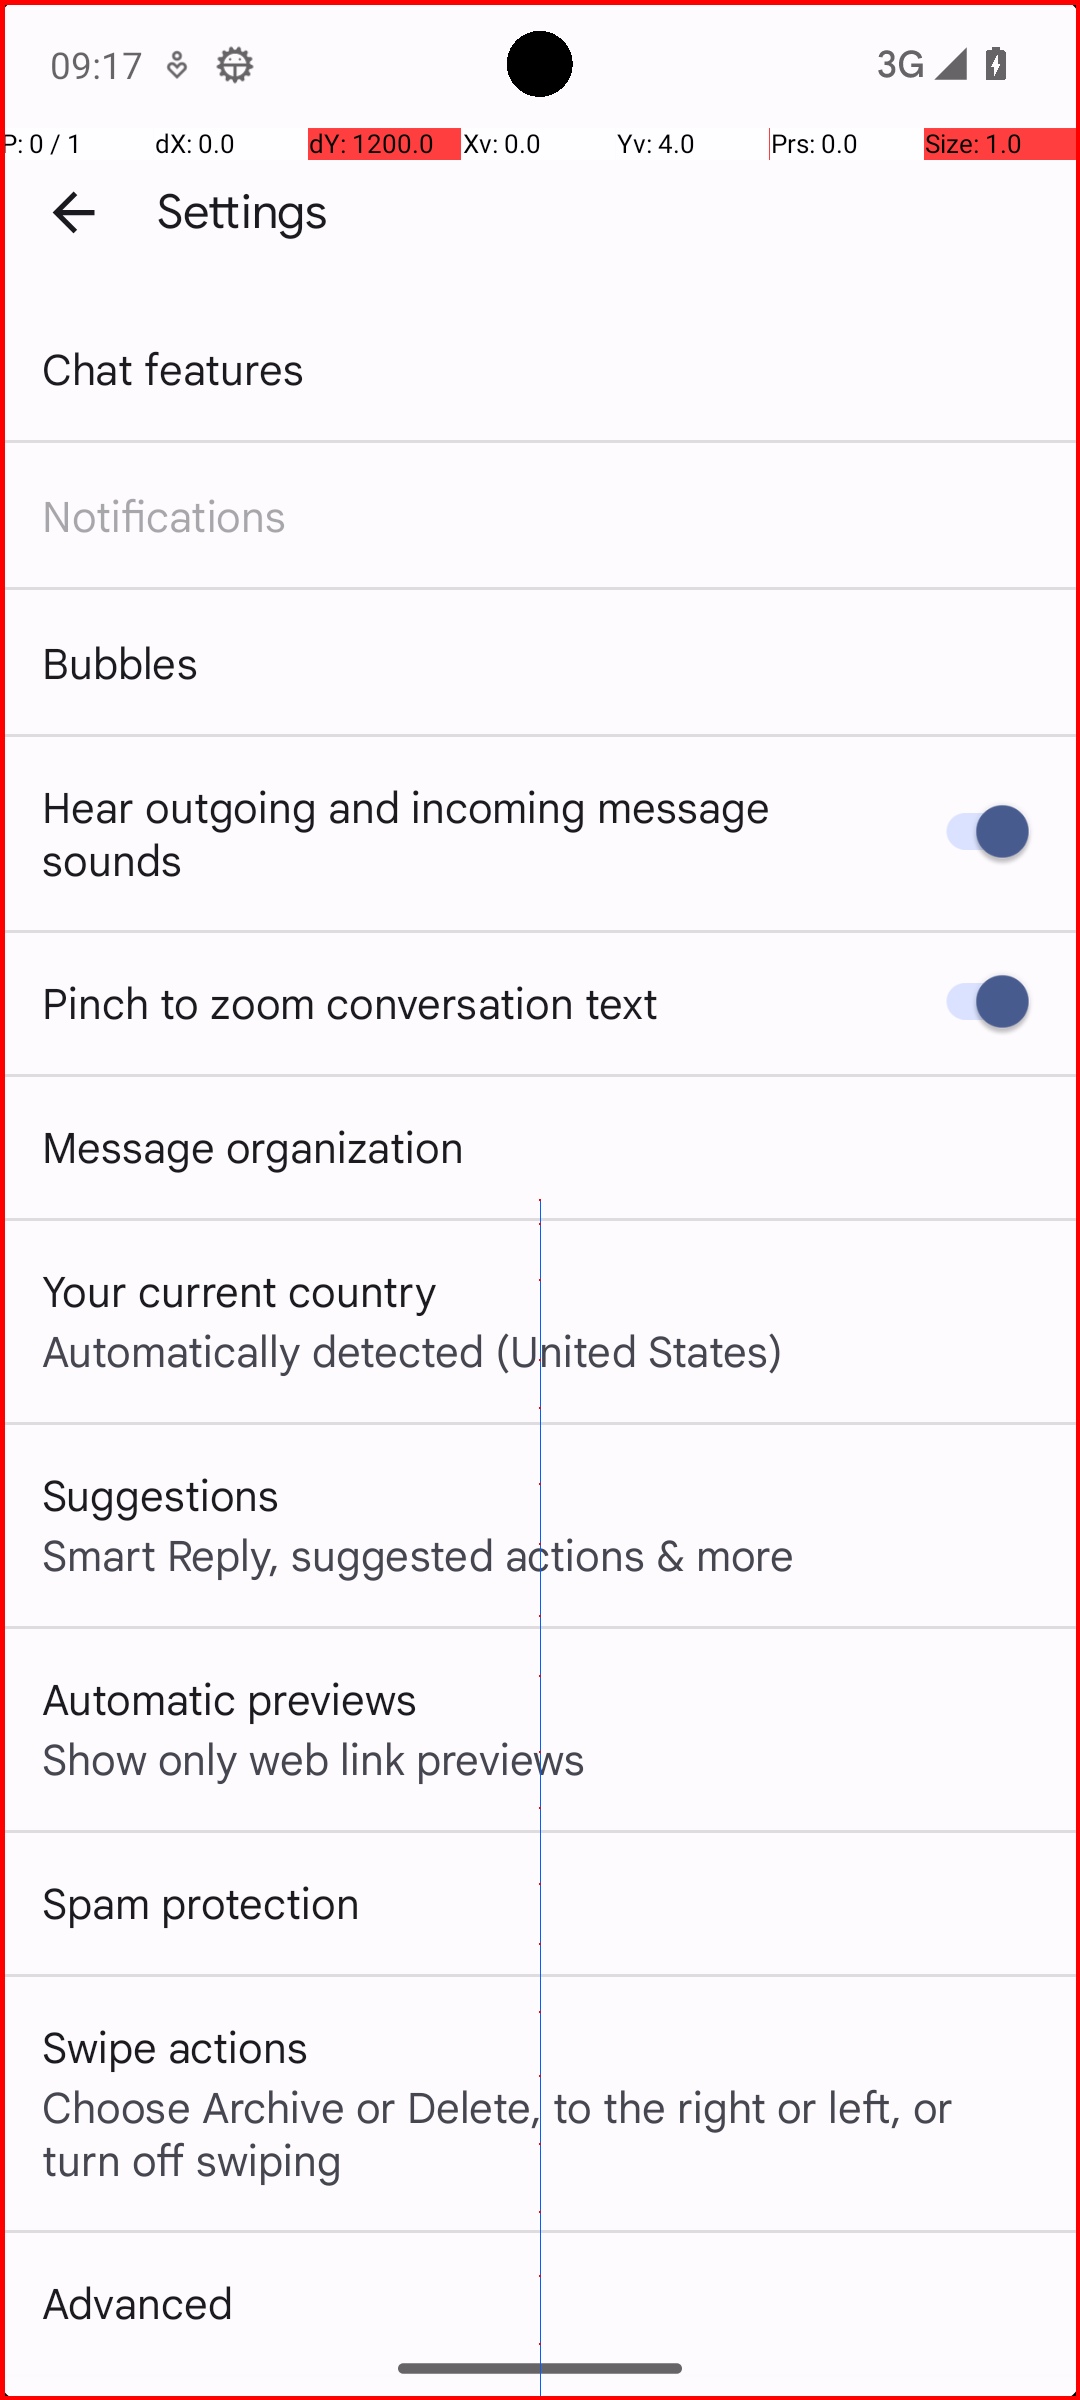 09:17
3G
P: 0 / 1
dX: 0.0
dY: 1200.0
Xv: 0.0
Yv: 4.0
Prs: 0.0
Size: 1.0
Settings
Chat features
Notifications
Bubbles
Hear outgoing and incoming message
sounds
Pinch to zoom conversation text
Message organization
Your current country
Automatically detected (United States)
Suggestions
Smart Reply, suggested actions & more
Automatic previews
Show only web link previews
Spam protection
Swipe actions
Choose Archive or Delete, to the right or left, or
turn off swiping
Advanced